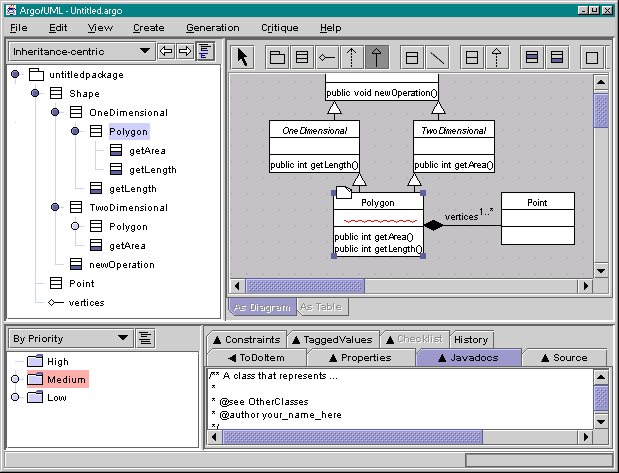 Argo/UML - Untitled.argo
File Edit View Create Generation Critique Help
Inheritance-centric
untitledpackage
Shape
OneDimensional
Polygon
getArea
getLength
getLength
TwoDimensional
Polygon
getArea
newOperation
Point
vertices
public void newOperation()
OneDimensional
TwoDimensional
public int getLength()
public int getArea()
Polygon
Point
vertices
1..*
public int getArea()
public int getLength()
As Diagram
As Table
By Priority
High
Medium
Low
Constraints
TaggedValues
Checklist
History
ToDoItem
Properties
Javadocs
Source
/** A class that represents ...
*
* @see OtherClasses
* @author your_name_here
*/